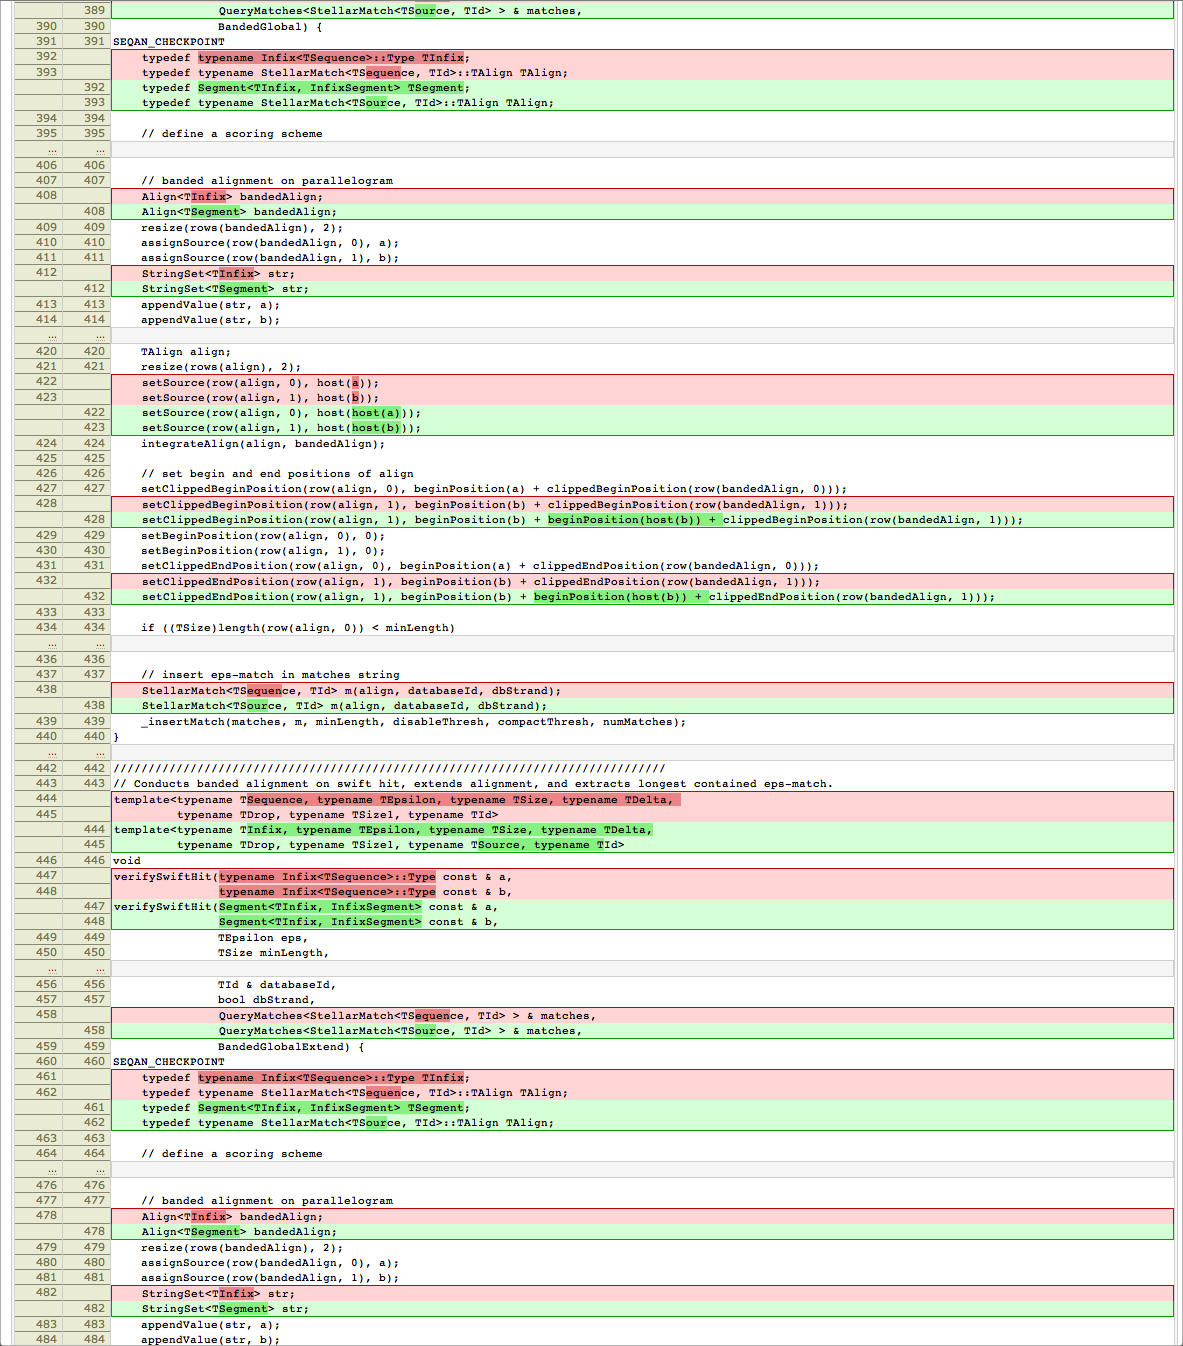 389 QueryMatches<StellarMatch<TSource, TId> > & matches,
390 390 BandedGlobal) {
391 391 SEQAN_CHECKPOINT
392 typedef typename Infix<TSequence>::Type TInfix;
393 typedef typename StellarMatch<TSequence, TId>::TAlign TAlign;
392 typedef Segment<TInfix, InfixSegment> TSegment;
393 typedef typename StellarMatch<TSource, TId>::TAlign TAlign;
394 394
395 395 // define a scoring scheme
... ...
406 406
407 407 // banded alignment on parallelogram
408 Align<TInfix> bandedAlign;
408 Align<TSegment> bandedAlign;
409 409 resize(rows(bandedAlign), 2);
410 410 assignSource(row(bandedAlign, 0), a);
411 411 assignSource(row(bandedAlign, 1), b);
412 StringSet<TInfix> str;
412 StringSet<TSegment> str;
413 413 appendValue(str, a);
414 414 appendValue(str, b);
... ...
420 420 TAlign align;
421 421 resize(rows(align), 2);
422 setSource(row(align, 0), host(a));
423 setSource(row(align, 1), host(b));
422 setSource(row(align, 0), host(host(a)));
423 setSource(row(align, 1), host(host(b)));
424 424 integrateAlign(align, bandedAlign);
425 425
426 426 // set begin and end positions of align
427 427 setClippedBeginPosition(row(align, 0), beginPosition(a) + clippedBeginPosition(row(bandedAlign, 0)));
428 setClippedBeginPosition(row(align, 1), beginPosition(b) + clippedBeginPosition(row(bandedAlign, 1)));
428 setClippedBeginPosition(row(align, 1), beginPosition(b) + beginPosition(host(b)) + clippedBeginPosition(row(bandedAlign, 1)));
429 429 setBeginPosition(row(align, 0), 0);
430 430 setBeginPosition(row(align, 1), 0);
431 431 setClippedEndPosition(row(align, 0), beginPosition(a) + clippedEndPosition(row(bandedAlign, 0)));
432 setClippedEndPosition(row(align, 1), beginPosition(b) + clippedEndPosition(row(bandedAlign, 1)));
432 setClippedEndPosition(row(align, 1), beginPosition(b) + beginPosition(host(b)) + clippedEndPosition(row(bandedAlign, 1)));
433 433
434 434 if ((TSize)length(row(align, 0)) < minLength)
... ...
436 436
437 437 // insert eps-match in matches string
438 StellarMatch<TSequence, TId> m(align, databaseId, dbStrand);
438 StellarMatch<TSource, TId> m(align, databaseId, dbStrand);
439 439 _insertMatch(matches, m, minLength, disableThresh, compactThresh, numMatches);
440 440 }
... ...
442 442 ///////////////////////////////////////////////////////////////////////////////
443 443 // Conducts banded alignment on swift hit, extends alignment, and extracts longest contained eps-match.
444 template<typename TSequence, typename TEpsilon, typename TSize, typename TDelta,
445 typename TDrop, typename TSize1, typename TId>
444 template<typename TInfix, typename TEpsilon, typename TSize, typename TDelta,
445 typename TDrop, typename TSize1, typename TSource, typename TId>
446 446 void
447 verifySwiftHit(typename Infix<TSequence>::Type const & a,
448 typename Infix<TSequence>::Type const & b,
447 verifySwiftHit(Segment<TInfix, InfixSegment> const & a,
448 Segment<TInfix, InfixSegment> const & b,
449 449 TEpsilon eps,
450 450 TSize minLength,
... ...
456 456 TId & databaseId,
457 457 bool dbStrand,
458 QueryMatches<StellarMatch<TSequence, TId> > & matches,
458 QueryMatches<StellarMatch<TSource, TId> > & matches,
459 459 BandedGlobalExtend) {
460 460 SEQAN_CHECKPOINT
461 typedef typename Infix<TSequence>::Type TInfix;
462 typedef typename StellarMatch<TSequence, TId>::TAlign TAlign;
461 typedef Segment<TInfix, InfixSegment> TSegment;
462 typedef typename StellarMatch<TSource, TId>::TAlign TAlign;
463 463
464 464 // define a scoring scheme
... ...
476 476
477 477 // banded alignment on parallelogram
478 Align<TInfix> bandedAlign;
478 Align<TSegment> bandedAlign;
479 479 resize(rows(bandedAlign), 2);
480 480 assignSource(row(bandedAlign, 0), a);
481 481 assignSource(row(bandedAlign, 1), b);
482 StringSet<TInfix> str;
482 StringSet<TSegment> str;
483 483 appendValue(str, a);
484 484 appendValue(str, b);